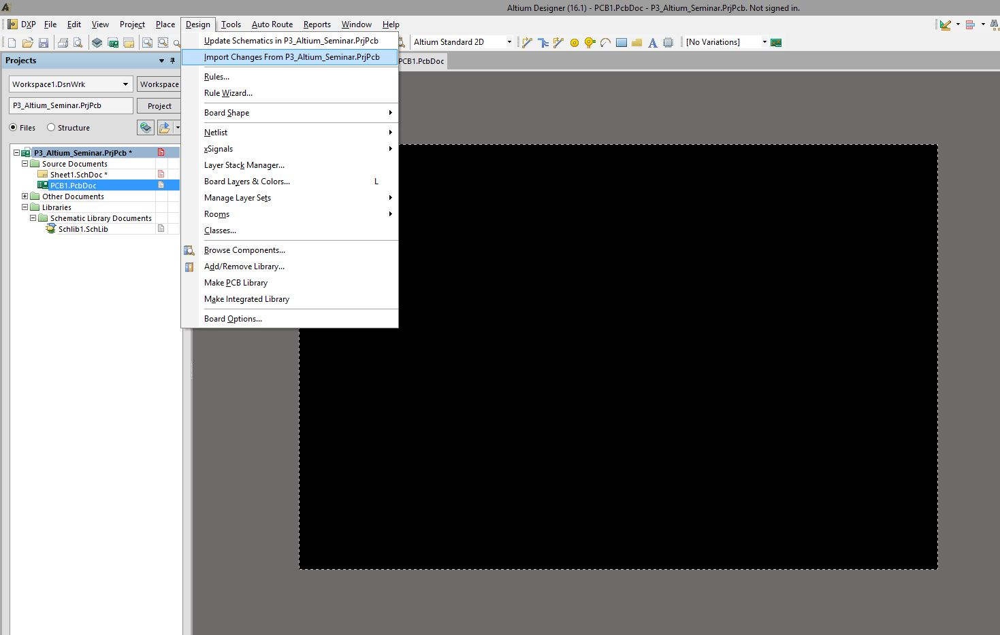 Altium Designer (16.1) - PCB1.PcbDoc - P3_Altium_Seminar.PrjPcb. Not signed in.
DXP File Edit View Project Place Design Tools Auto Route Reports Window Help
Altium Standard 2D [No Variations]
Projects
PCB1.PcbDoc
Workspace1.DsnWrk Workspace
P3_Altium_Seminar.PrjPcb Project
Files Structure
P3_Altium_Seminar.PrjPcb *
Source Documents
Sheet1.SchDoc *
PCB1.PcbDoc
Other Documents
Libraries
Schematic Library Documents
Schlib1.SchLib
Update Schematics in P3_Altium_Seminar.PrjPcb
Import Changes From P3_Altium_Seminar.PrjPcb
Rules...
Rule Wizard...
Board Shape
Netlist
xSignals
Layer Stack Manager...
Board Layers & Colors... L
Manage Layer Sets
Rooms
Classes...
Browse Components...
Add/Remove Library...
Make PCB Library
Make Integrated Library
Board Options...